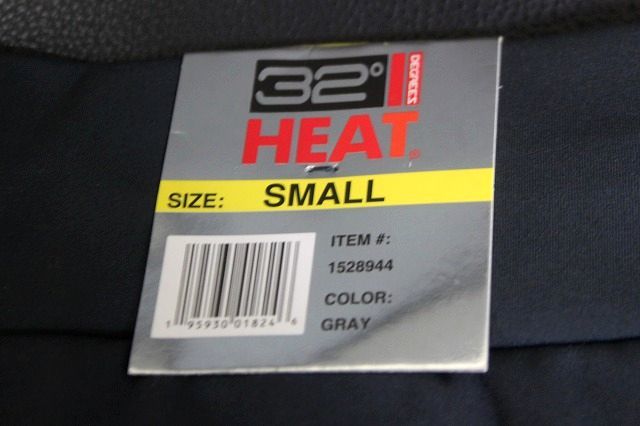 32°
DEGREES
HEAT®
SIZE: SMALL
ITEM #:
1528944
COLOR:
GRAY
1 95930 01824 6